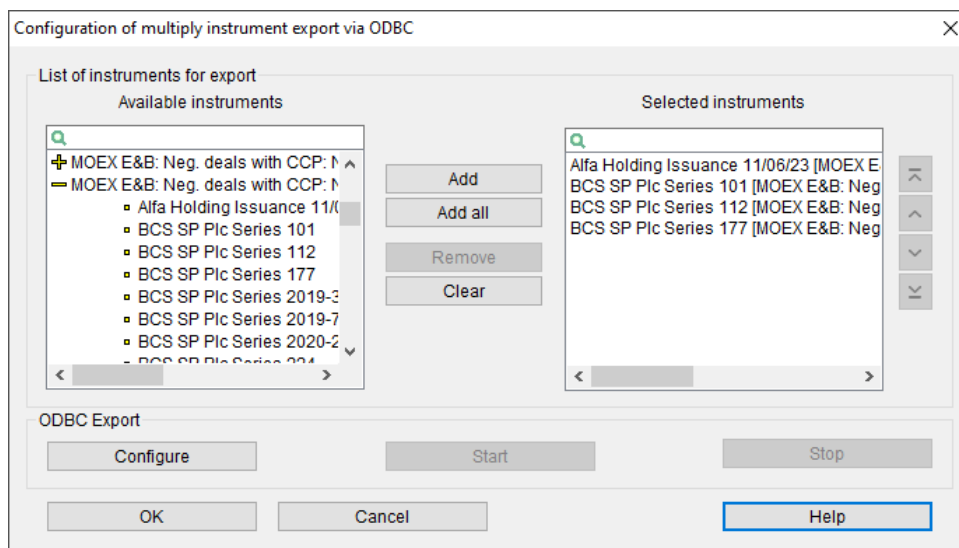 Configuration of multiply instrument export via ODBC
List of instruments for export
Available instruments
MOEX E&B: Neg. deals with CCP: N
MOEX E&B: Neg. deals with CCP: N
Alfa Holding Issuance 11/0
BCS SP Plc Series 101
BCS SP Plc Series 112
BCS SP Plc Series 177
BCS SP Plc Series 2019-3
BCS SP Plc Series 2019-7
BCS SP Plc Series 2020-2
Add
Add all
Remove
Clear
Selected instruments
Alfa Holding Issuance 11/06/23 [MOEX E
BCS SP Plc Series 101 [MOEX E&B: Neg
BCS SP Plc Series 112 [MOEX E&B: Neg
BCS SP Plc Series 177 [MOEX E&B: Neg
ODBC Export
Configure
Start
Stop
OK
Cancel
Help